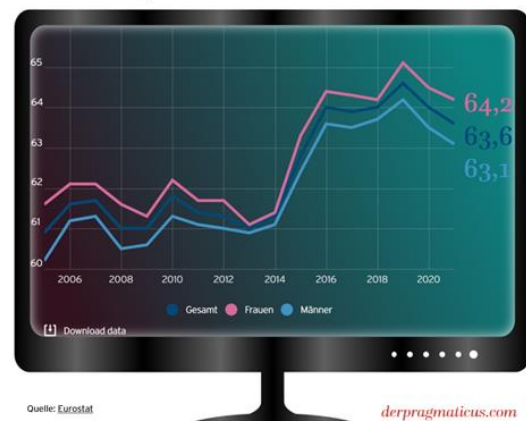 65
64
63
62
61
60
64,2
63,6
63,1
2006 2008 2010 2012 2014 2016 2018 2020
Gesamt Frauen Männer
Download data
Quelle: Eurostat
derpragmaticus.com